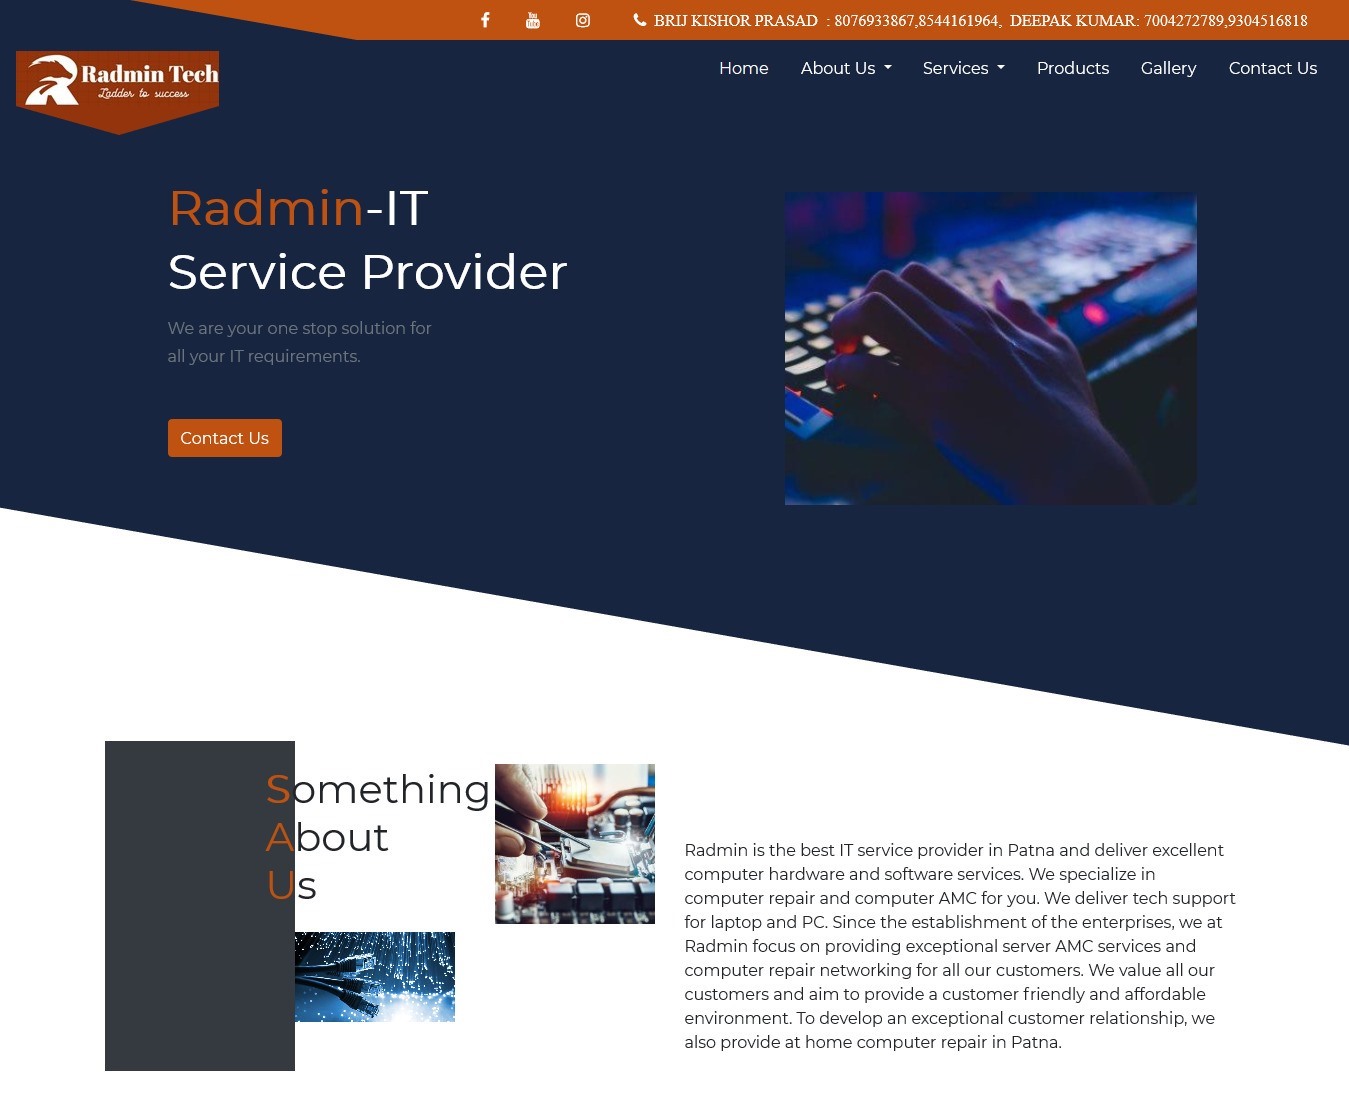 BRIJ KISHOR PRASAD : 8076933867,8544161964, DEEPAK KUMAR: 7004272789,9304516818
Radmin Tech
Ladder to success
Home About Us Services Products Gallery Contact Us
Radmin-IT
Service Provider
We are your one stop solution for
all your IT requirements.
Contact Us
Something
About
Us
Radmin is the best IT service provider in Patna and deliver excellent
computer hardware and software services. We specialize in
computer repair and computer AMC for you. We deliver tech support
for laptop and PC. Since the establishment of the enterprises, we at
Radmin focus on providing exceptional server AMC services and
computer repair networking for all our customers. We value all our
customers and aim to provide a customer friendly and affordable
environment. To develop an exceptional customer relationship, we
also provide at home computer repair in Patna.